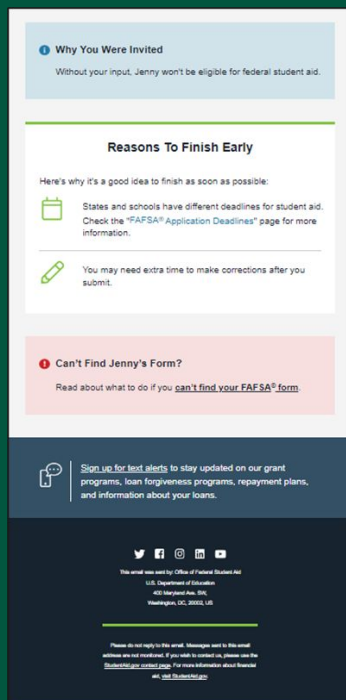 Why You Were Invited
Without your input, Jenny won't be eligible for federal student aid.
Reasons To Finish Early
Here's why it's a good idea to finish as soon as possible:
States and schools have different deadlines for student aid.
Check the "FAFSA® Application Deadlines" page for more
information.
You may need extra time to make corrections after you
submit.
Can't Find Jenny's Form?
Read about what to do if you can't find your FAFSA® form.
Sign up for text alerts to stay updated on our grant
programs, loan forgiveness programs, repayment plans,
and information about your loans.
This email was sent by: Office of Federal Student Aid
U.S. Department of Education
400 Maryland Ave. SW,
Washington, DC, 20002, US
Please do not reply to this email. Messages sent to this email
address are not monitored. If you wish to contact us, please use the
StudentAid.gov contact page. For more information about financial
aid, visit StudentAid.gov.